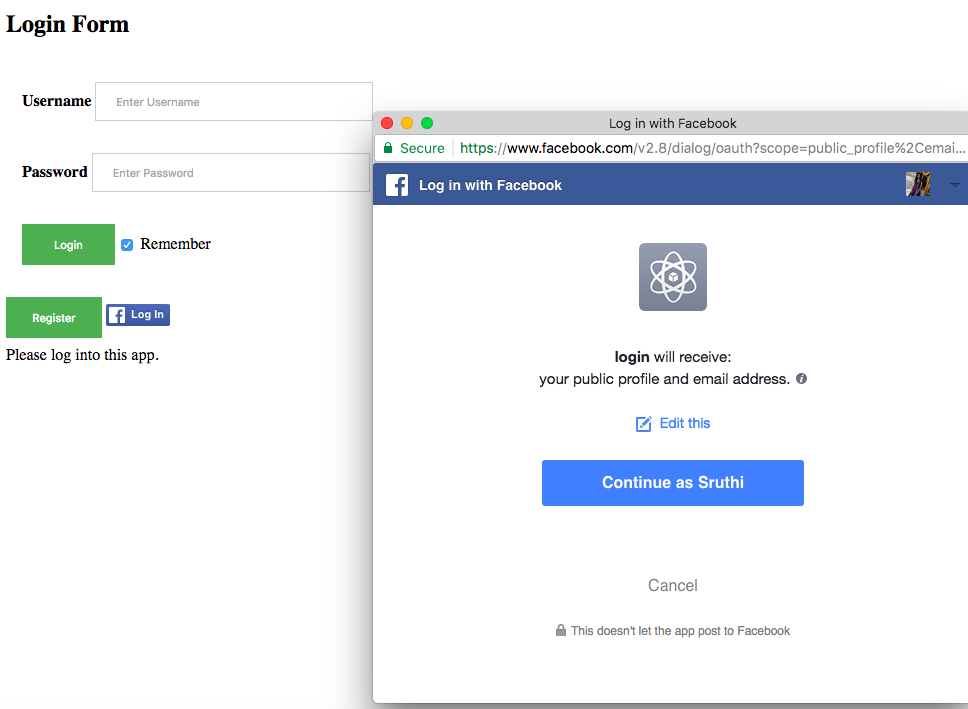 Login Form
Username Enter Username
Password Enter Password
Login Remember
Register Log In
Please log into this app.
Log in with Facebook
Secure https://www.facebook.com/v2.8/dialog/oauth?scope=public_profile%2Cemai...
Log in with Facebook
login will receive:
your public profile and email address.
Edit this
Continue as Sruthi
Cancel
This doesn't let the app post to Facebook